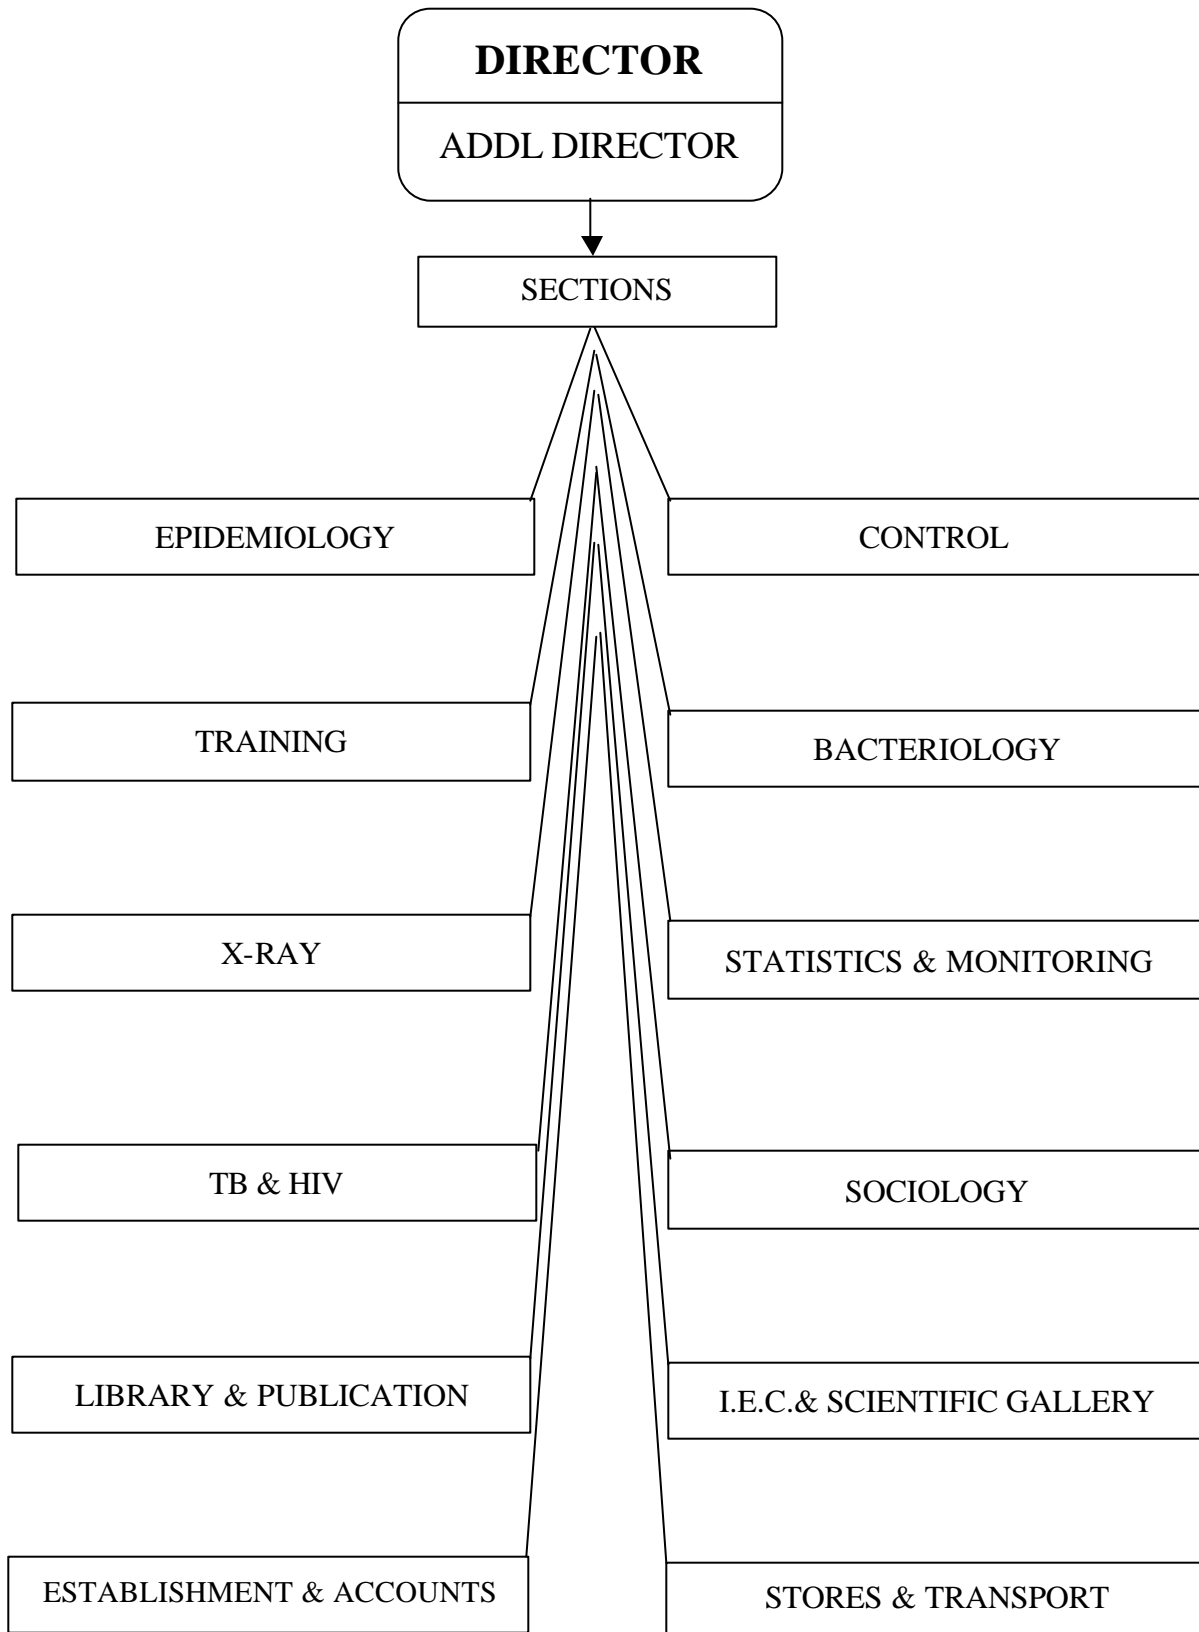 DIRECTOR
ADDL DIRECTOR
SECTIONS
EPIDEMIOLOGY
CONTROL
TRAINING
BACTERIOLOGY
X-RAY
STATISTICS & MONITORING
TB & HIV
SOCIOLOGY
LIBRARY & PUBLICATION
I.E.C.& SCIENTIFIC GALLERY
ESTABLISHMENT & ACCOUNTS
STORES & TRANSPORT